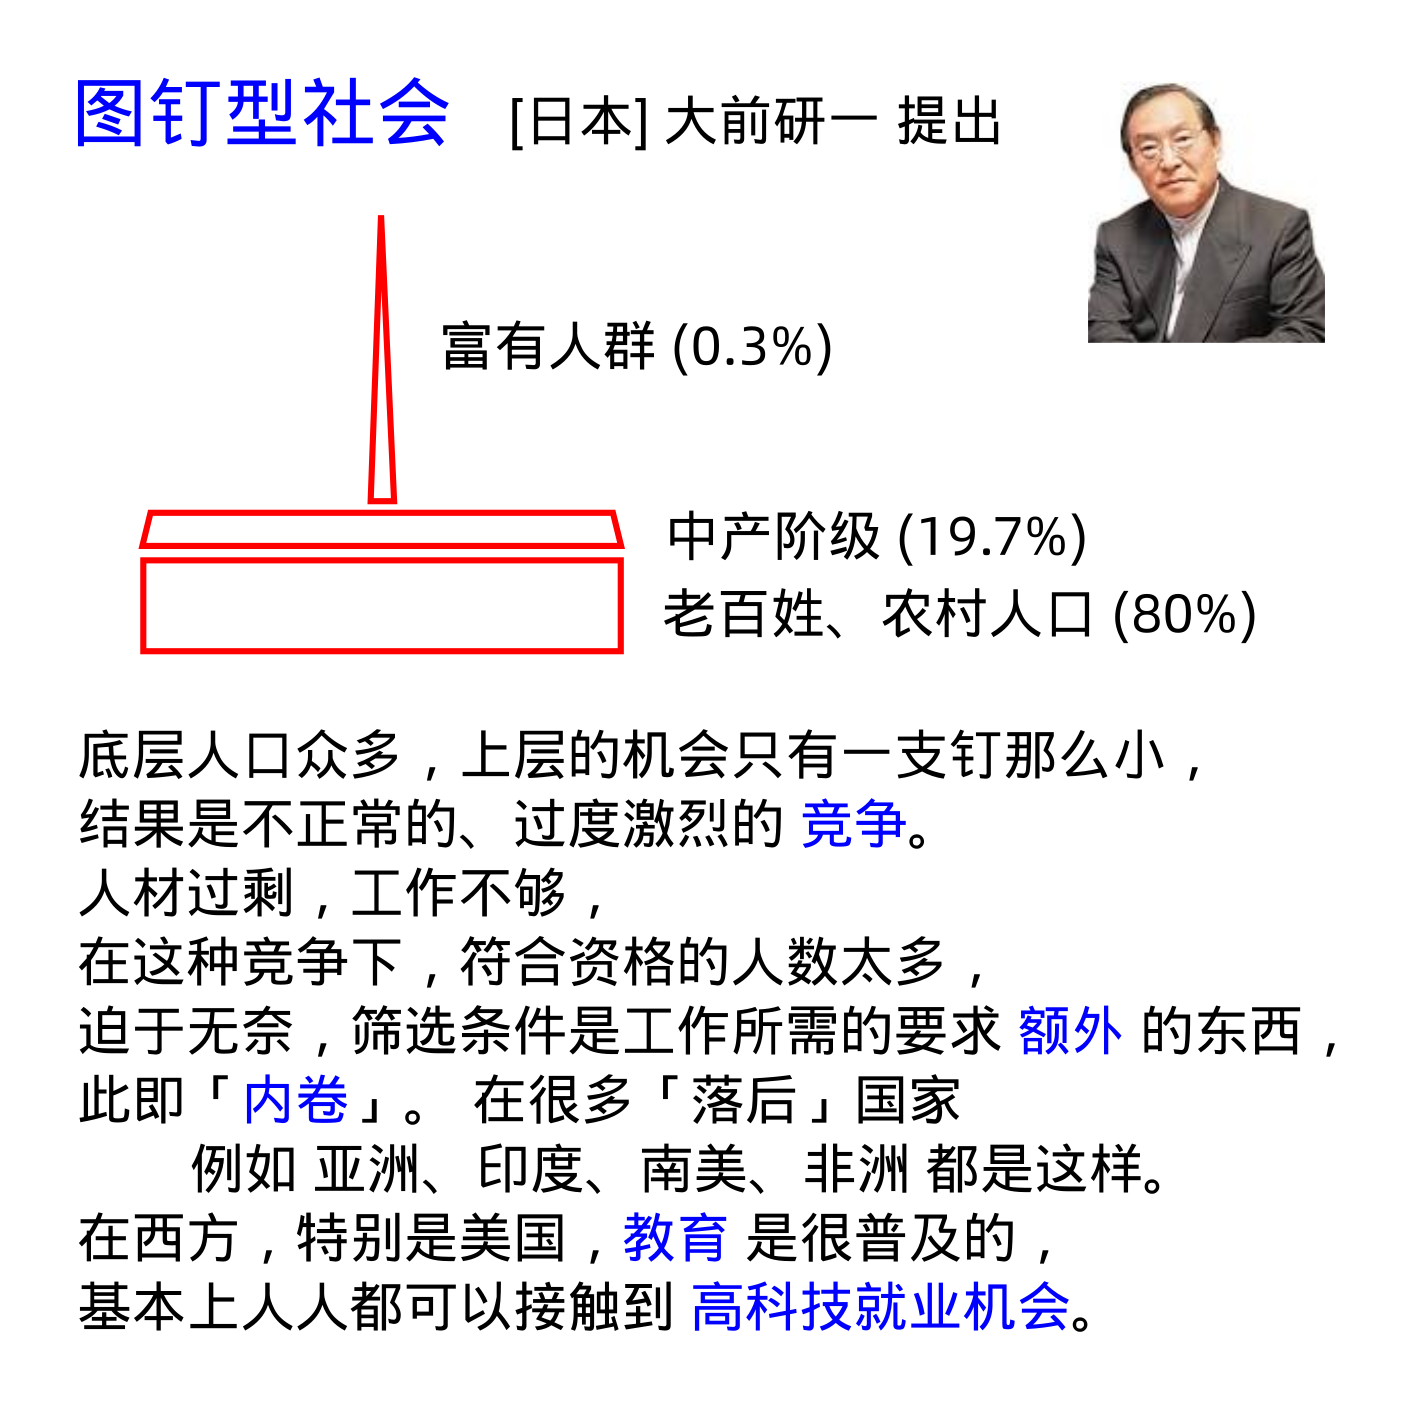 图钉型社会 [日本] 大前研一 提出
富有人群 (0.3%)
中产阶级 (19.7%)
老百姓、农村人口 (80%)
底层人口众多，上层的机会只有一支钉那么小，
结果是不正常的、过度激烈的 竞争。
人材过剩，工作不够，
在这种竞争下，符合资格的人数太多，
迫于无奈，筛选条件是工作所需的要求 额外 的东西，
此即「内卷」。 在很多「落后」国家
例如 亚洲、印度、南美、非洲 都是这样。
在西方，特别是美国，教育 是很普及的，
基本上人人都可以接触到 高科技就业机会。